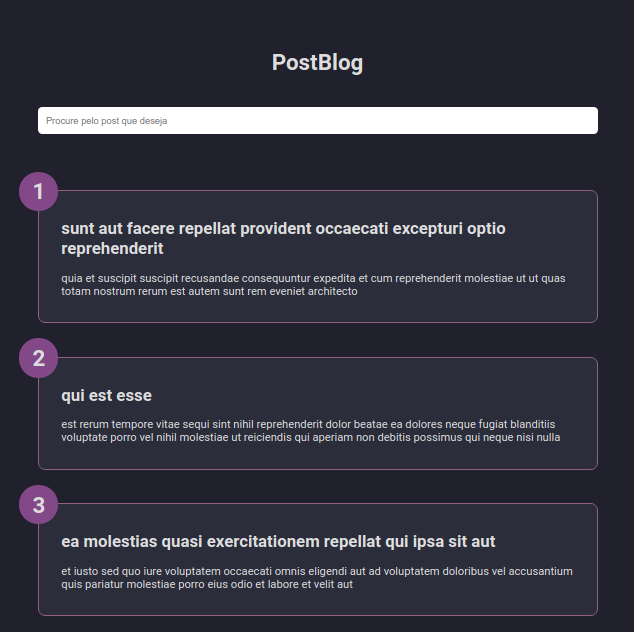 PostBlog
Procure pelo post que deseja
1
sunt aut facere repellat provident occaecati excepturi optio
reprehenderit
quia et suscipit suscipit recusandae consequuntur expedita et cum reprehenderit molestiae ut ut quas
totam nostrum rerum est autem sunt rem eveniet architecto
2
qui est esse
est rerum tempore vitae sequi sint nihil reprehenderit dolor beatae ea dolores neque fugiat blanditiis
voluptate porro vel nihil molestiae ut reiciendis qui aperiam non debitis possimus qui neque nisi nulla
3
ea molestias quasi exercitationem repellat qui ipsa sit aut
et iusto sed quo iure voluptatem occaecati omnis eligendi aut ad voluptatem doloribus vel accusantium
quis pariatur molestiae porro eius odio et labore et velit aut